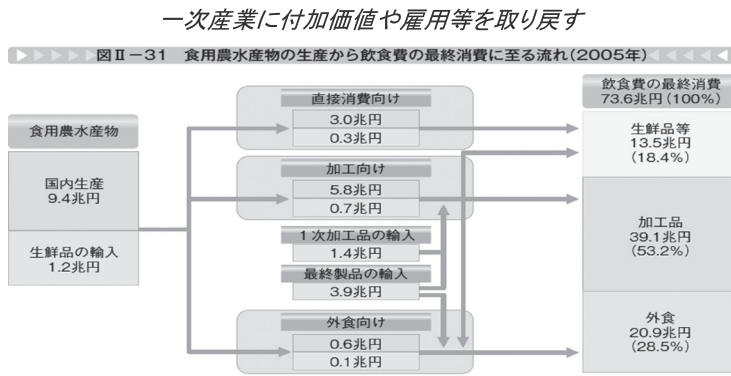 一次産業に付加価値や雇用等を取り戻す
図Ⅱ－31 食用農水産物の生産から飲食費の最終消費に至る流れ(2005年)
食用農水産物
国内生産
9.4兆円
生鮮品の輸入
1.2兆円
直接消費向け
3.0兆円
0.3兆円
加工向け
5.8兆円
0.7兆円
1次加工品の輸入
1.4兆円
最終製品の輸入
3.9兆円
外食向け
0.6兆円
0.1兆円
飲食費の最終消費
73.6兆円(100%)
生鮮品等
13.5兆円
(18.4%)
加工品
39.1兆円
(53.2%)
外食
20.9兆円
(28.5%)